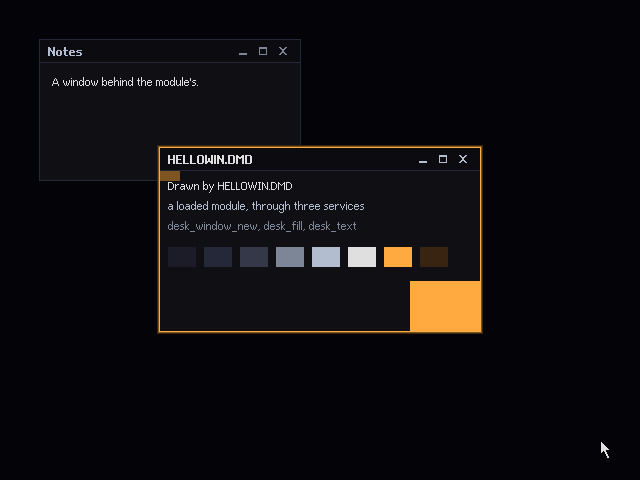 Notes
A window behind the module's.
HELLOWIN.DMD
Drawn by HELLOWIN.DMD
a loaded module, through three services
desk_window_new, desk_fill, desk_text